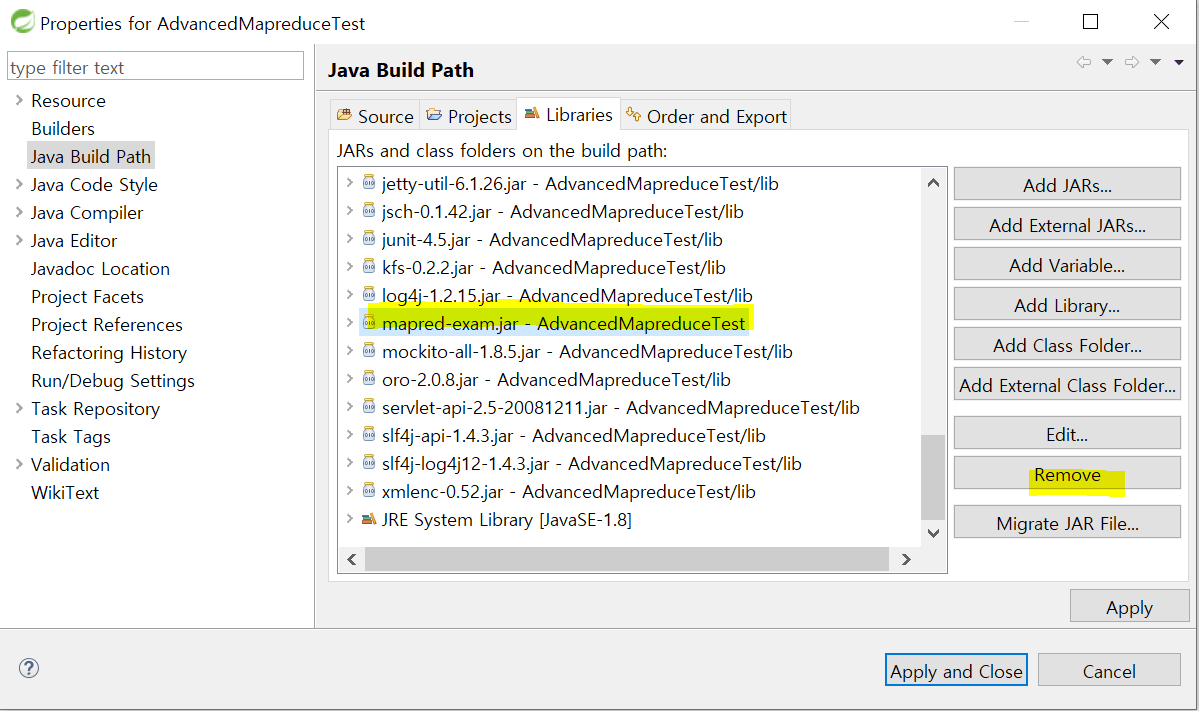 Properties for AdvancedMapreduceTest
type filter text
Resource
Builders
Java Build Path
Java Code Style
Java Compiler
Java Editor
Javadoc Location
Project Facets
Project References
Refactoring History
Run/Debug Settings
Task Repository
Task Tags
Validation
WikiText
Java Build Path
Source Projects Libraries Order and Export
JARs and class folders on the build path:
jetty-util-6.1.26.jar - AdvancedMapreduceTest/lib
jsch-0.1.42.jar - AdvancedMapreduceTest/lib
junit-4.5.jar - AdvancedMapreduceTest/lib
kfs-0.2.2.jar - AdvancedMapreduceTest/lib
log4j-1.2.15.jar - AdvancedMapreduceTest/lib
mapred-exam.jar - AdvancedMapreduceTest
mockito-all-1.8.5.jar - AdvancedMapreduceTest/lib
oro-2.0.8.jar - AdvancedMapreduceTest/lib
servlet-api-2.5-20081211.jar - AdvancedMapreduceTest/lib
slf4j-api-1.4.3.jar - AdvancedMapreduceTest/lib
slf4j-log4j12-1.4.3.jar - AdvancedMapreduceTest/lib
xmlenc-0.52.jar - AdvancedMapreduceTest/lib
JRE System Library [JavaSE-1.8]
Add JARs...
Add External JARs...
Add Variable...
Add Library...
Add Class Folder...
Add External Class Folder...
Edit...
Remove
Migrate JAR File...
Apply
?
Apply and Close
Cancel